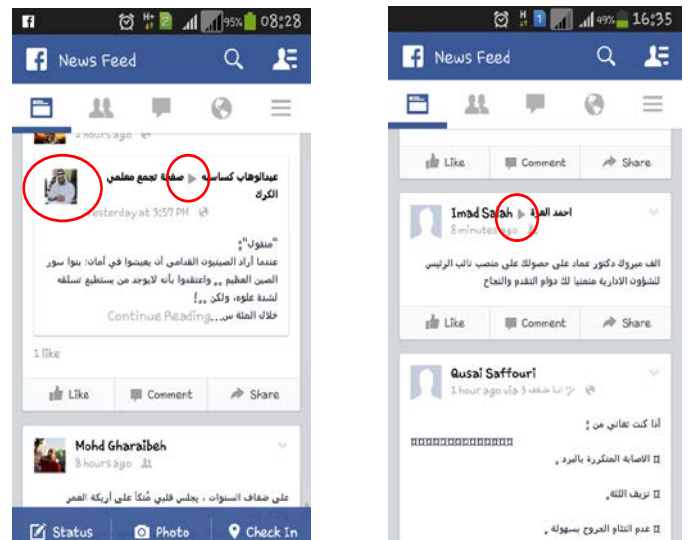 H+ 2 95% 08:28
News Feed
2 hours ago
عبدالوهاب كساسبه ▶ صفحة تجمع معلمي
الكرك
Yesterday at 3:57 PM
"منقول":
عندما أراد الصينيون القدامى أن يعيشوا في أمان؛ بنوا سور
الصين العظيم ,, واعتقدوا بأنه لايوجد من يستطيع تسلقه
لشدة علوه، ولكن ,,!
خلال المئة س...Continue Reading
1 like
Like Comment Share
Mohd Gharaibeh
8 hours ago
على ضفاف السنوات ، يجلس قلبي مُتكأ على أريكة العمر
Status Photo Check In
H 1 49% 16:35
News Feed
Like Comment Share
Imad Salah ▶ احمد العزة
8 minutes ago
الف مبروك دكتور عماد على حصولك على منصب نائب الرئيس
للشؤون الادارية متمنيا لك دوام التقدم والنجاح
Like Comment Share
Qusai Saffouri
1 hour ago via
أذا كنت تعاني من :
¤¤¤¤¤¤¤¤¤¤¤¤¤¤
¤ الاصابة المتكررة بالبرد ,
¤ نزيف اللثة,
¤ عدم التئام الجروح بسهولة ,